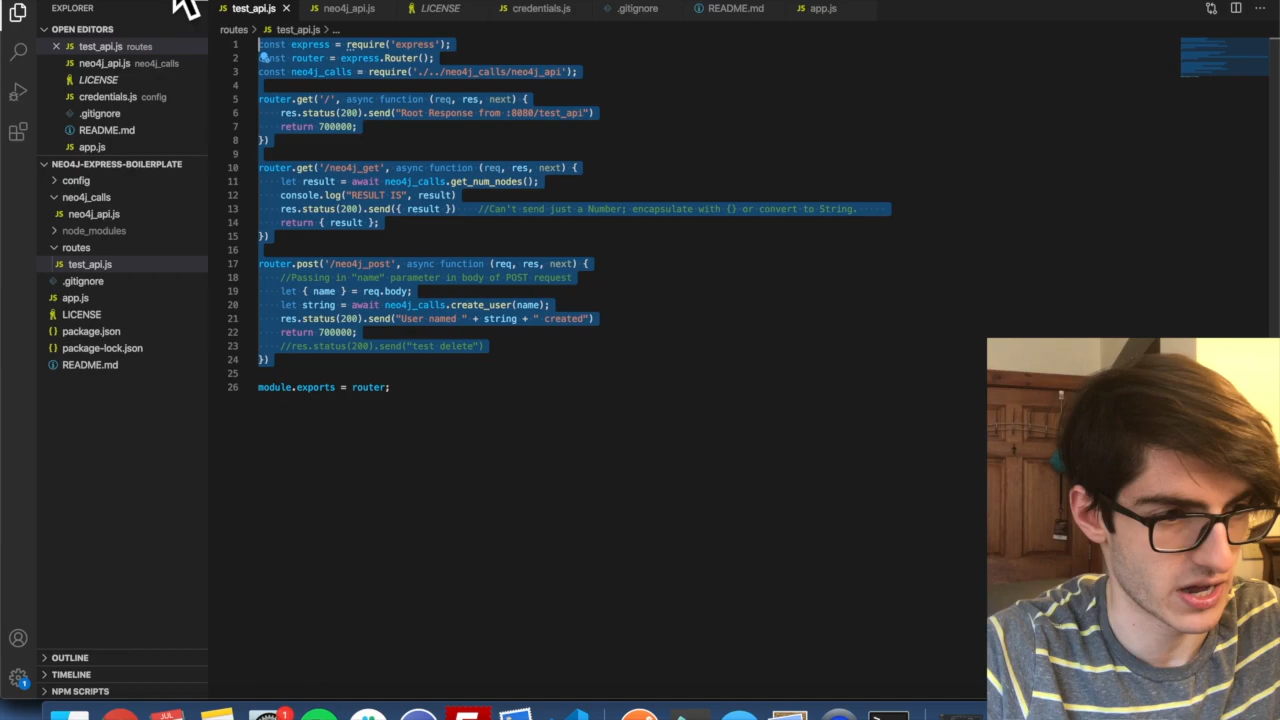 EXPLORER
OPEN EDITORS
test_api.js routes
neo4j_api.js neo4j_calls
LICENSE
credentials.js config
.gitignore
README.md
app.js
NEO4J-EXPRESS-BOILERPLATE
config
neo4j_calls
neo4j_api.js
node_modules
routes
test_api.js
.gitignore
app.js
LICENSE
package.json
package-lock.json
README.md
OUTLINE
TIMELINE
NPM SCRIPTS
test_api.js neo4j_api.js LICENSE credentials.js .gitignore README.md app.js
routes > test_api.js > ...
1 const express = require('express');
2 const router = express.Router();
3 const neo4j_calls = require('./../neo4j_calls/neo4j_api');
4
5 router.get('/', async function (req, res, next) {
6 res.status(200).send("Root Response from :8080/test_api")
7 return 700000;
8 })
9
10 router.get('/neo4j_get', async function (req, res, next) {
11 let result = await neo4j_calls.get_num_nodes();
12 console.log("RESULT IS", result)
13 res.status(200).send({ result }) //Can't send just a Number; encapsulate with {} or convert to String.
14 return { result };
15 })
16
17 router.post('/neo4j_post', async function (req, res, next) {
18 //Passing in "name" parameter in body of POST request
19 let { name } = req.body;
20 let string = await neo4j_calls.create_user(name);
21 res.status(200).send("User named " + string + " created")
22 return 700000;
23 //res.status(200).send("test delete")
24 })
25
26 module.exports = router;
1
JUL
1